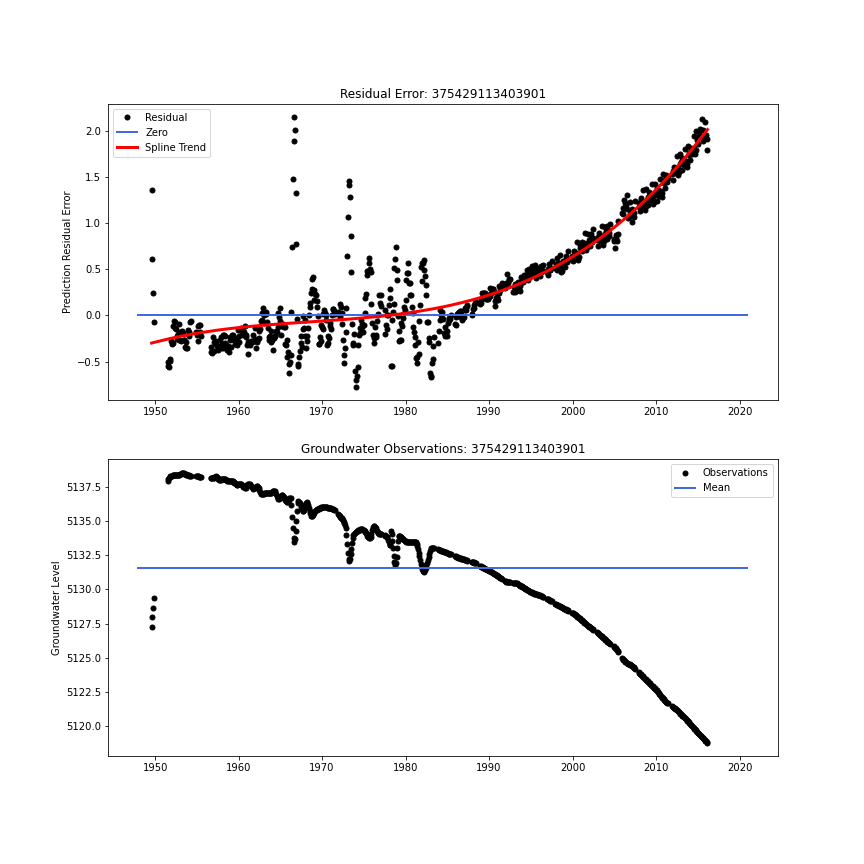 Residual Error: 375429113403901
Residual
Zero
Spline Trend
Prediction Residual Error
2.0
1.5
1.0
0.5
0.0
−0.5
1950 1960 1970 1980 1990 2000 2010 2020
Groundwater Observations: 375429113403901
Observations
Mean
Groundwater Level
5137.5
5135.0
5132.5
5130.0
5127.5
5125.0
5122.5
5120.0
1950 1960 1970 1980 1990 2000 2010 2020